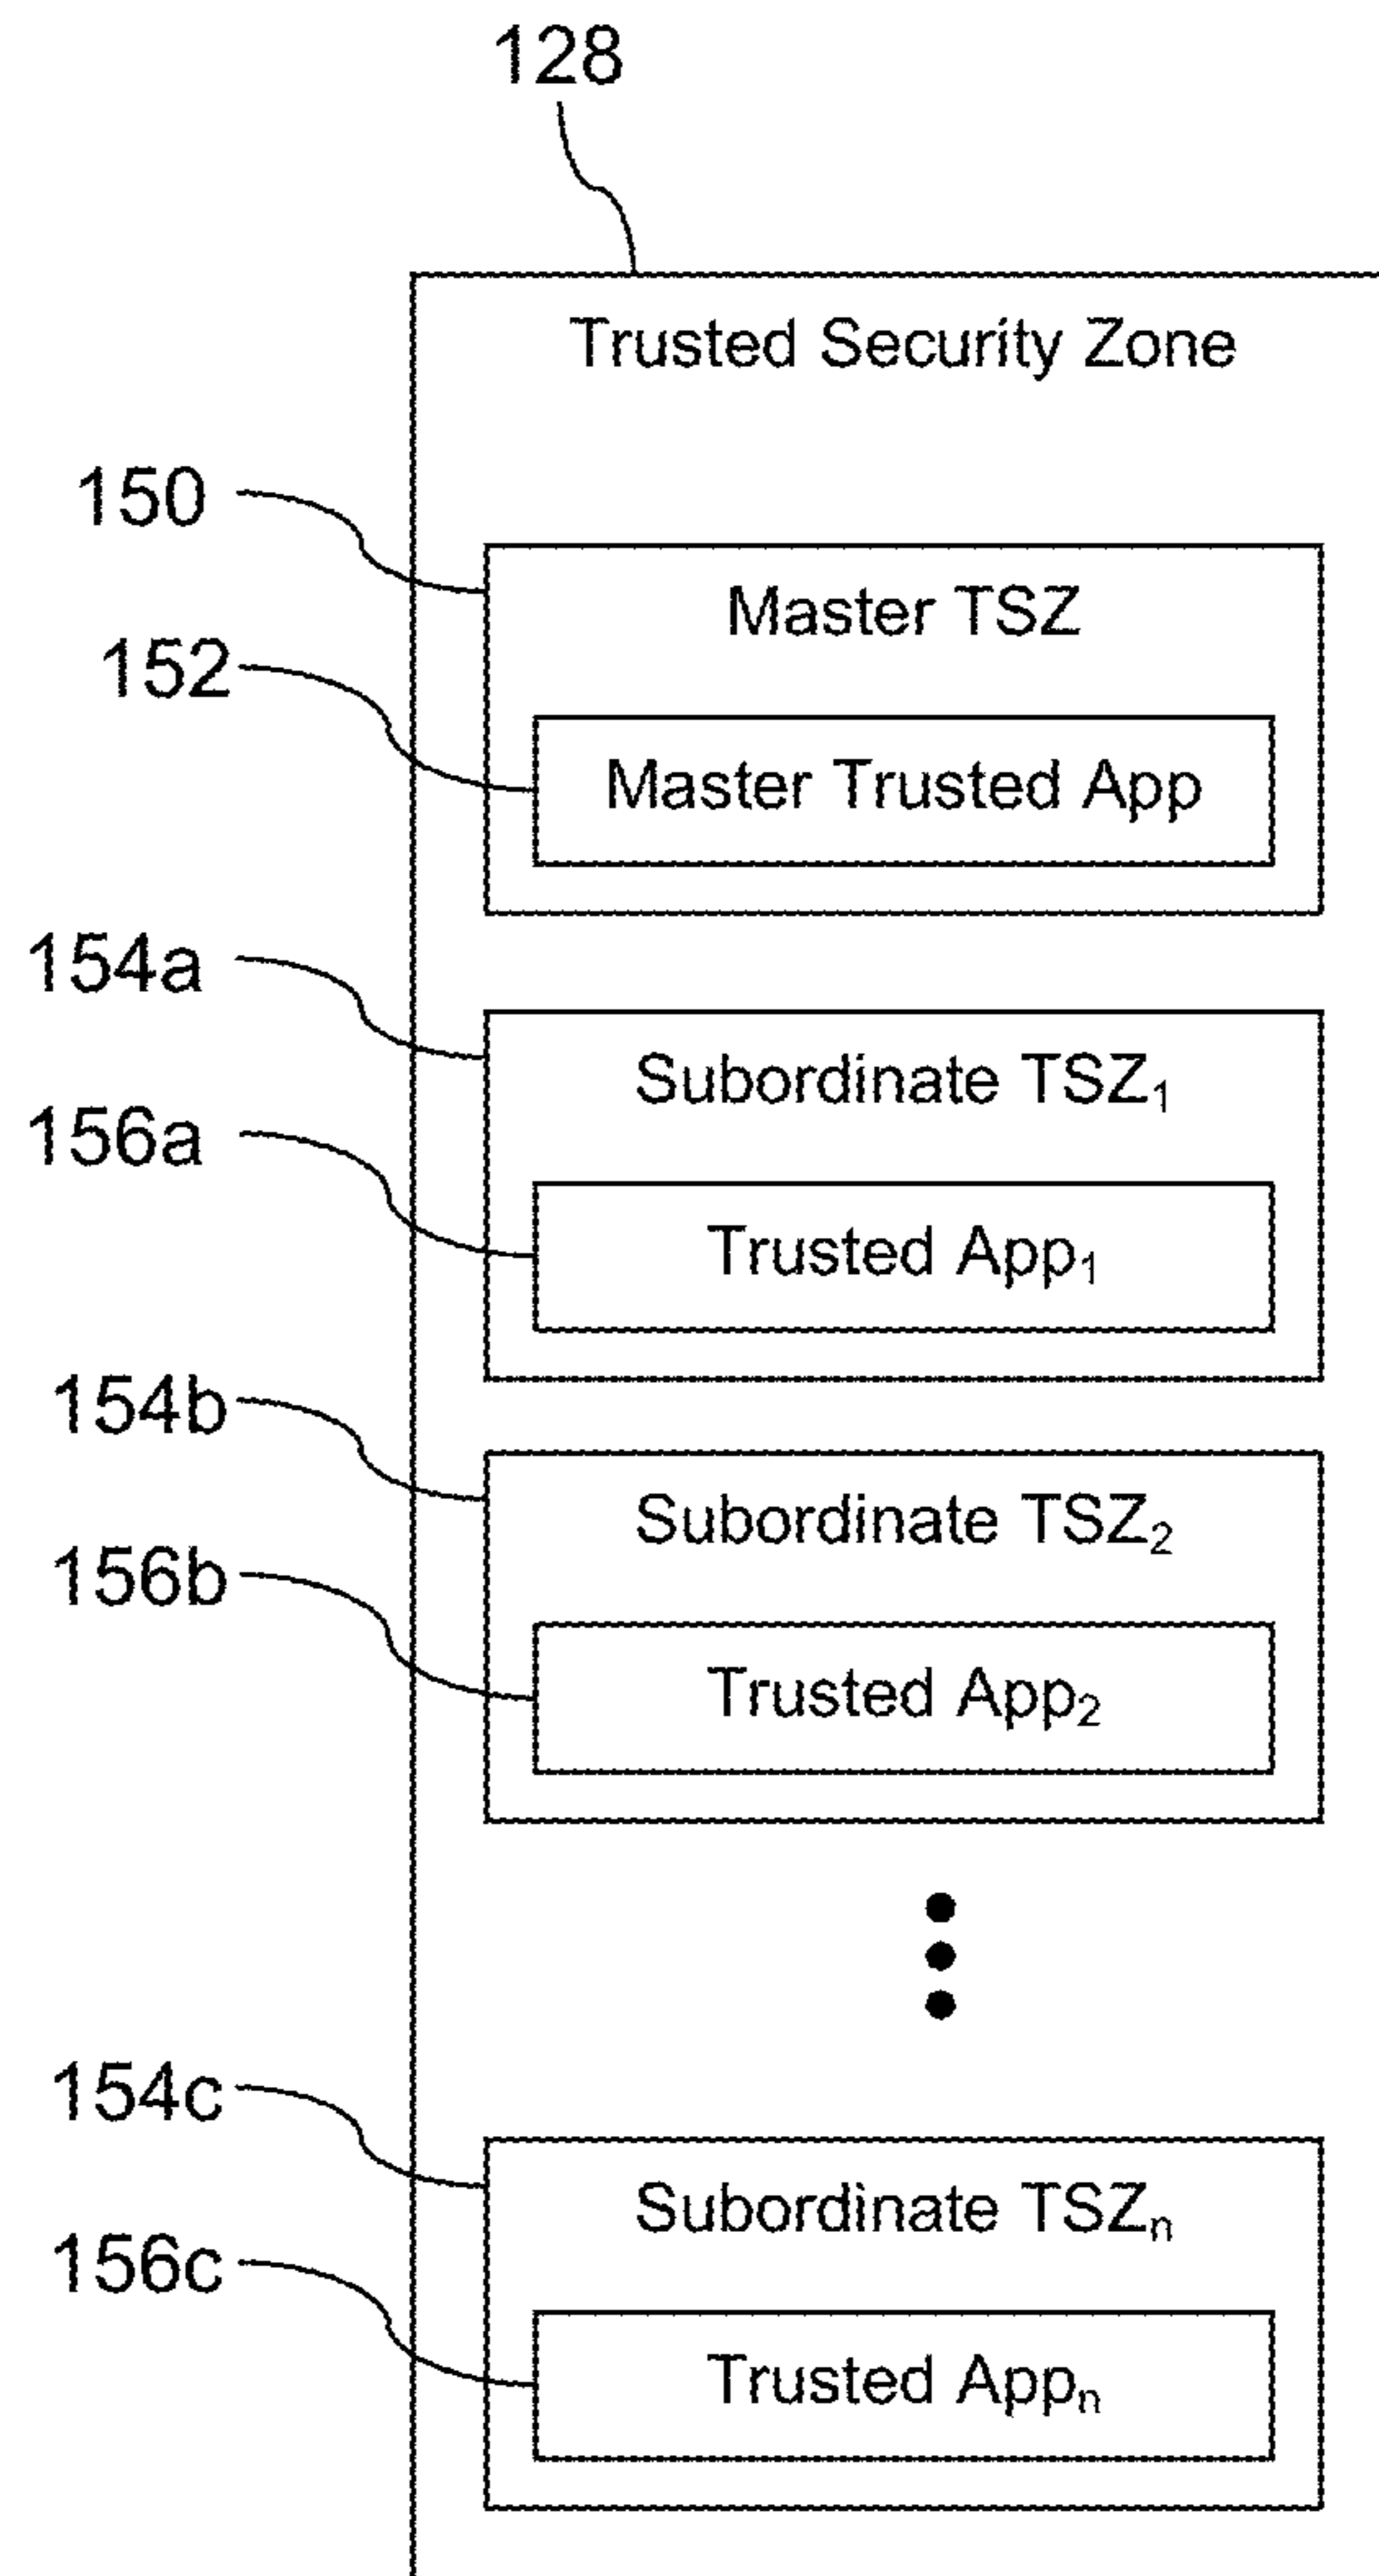 128
Trusted Security Zone
150
Master TSZ
152
Master Trusted App
154a
Subordinate TSZ₁
156a
Trusted App₁
154b
Subordinate TSZ₂
156b
Trusted App₂
154c
Subordinate TSZₙ
156c
Trusted Appₙ